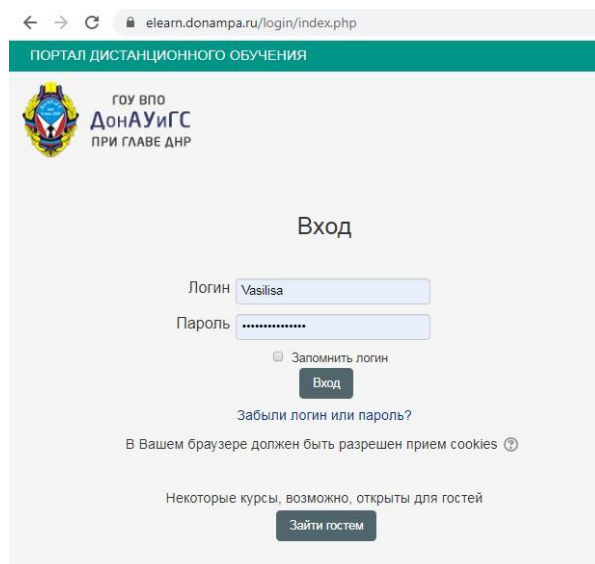 elearn.donampa.ru/login/index.php
ПОРТАЛ ДИСТАНЦИОННОГО ОБУЧЕНИЯ
ГОУ ВПО
ДонАУиГС
ПРИ ГЛАВЕ ДНР
Вход
Логин Vasilisa
Пароль •••••••••••••••
Запомнить логин
Вход
Забыли логин или пароль?
В Вашем браузере должен быть разрешен прием cookies ?
Некоторые курсы, возможно, открыты для гостей
Зайти гостем